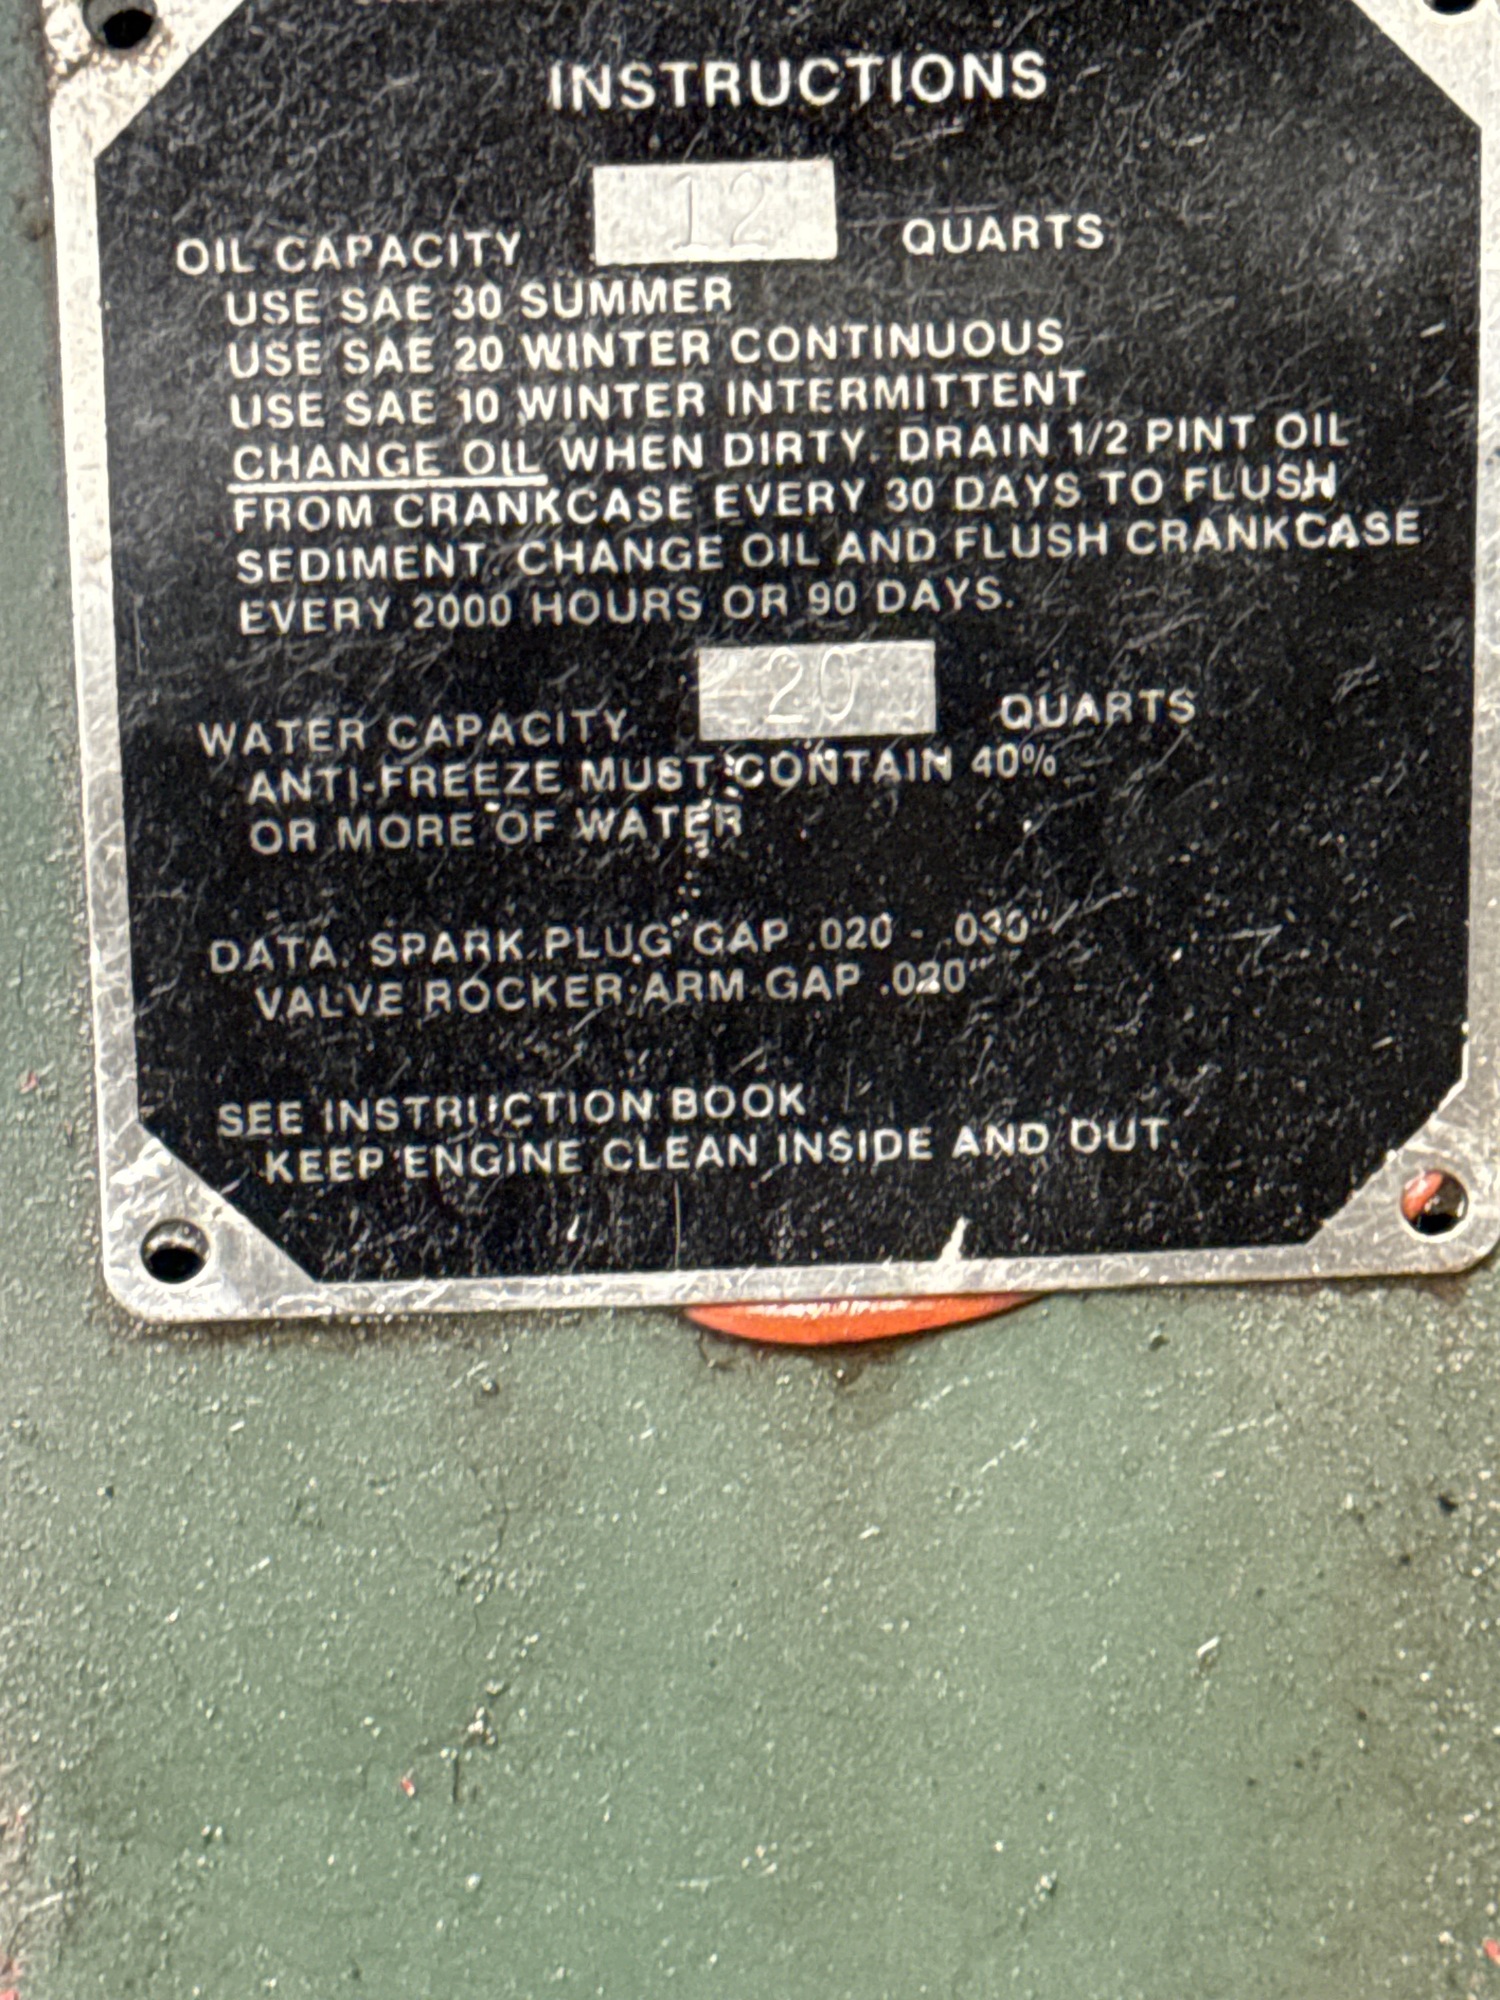 INSTRUCTIONS
OIL CAPACITY 12 QUARTS
USE SAE 30 SUMMER
USE SAE 20 WINTER CONTINUOUS
USE SAE 10 WINTER INTERMITTENT
CHANGE OIL WHEN DIRTY. DRAIN 1/2 PINT OIL
FROM CRANKCASE EVERY 30 DAYS TO FLUSH
SEDIMENT. CHANGE OIL AND FLUSH CRANKCASE
EVERY 2000 HOURS OR 90 DAYS.
WATER CAPACITY 20 QUARTS
ANTI-FREEZE MUST CONTAIN 40%
OR MORE OF WATER
DATA. SPARK PLUG GAP .020 - .030"
VALVE ROCKER ARM GAP .020"
SEE INSTRUCTION BOOK
KEEP ENGINE CLEAN INSIDE AND OUT.